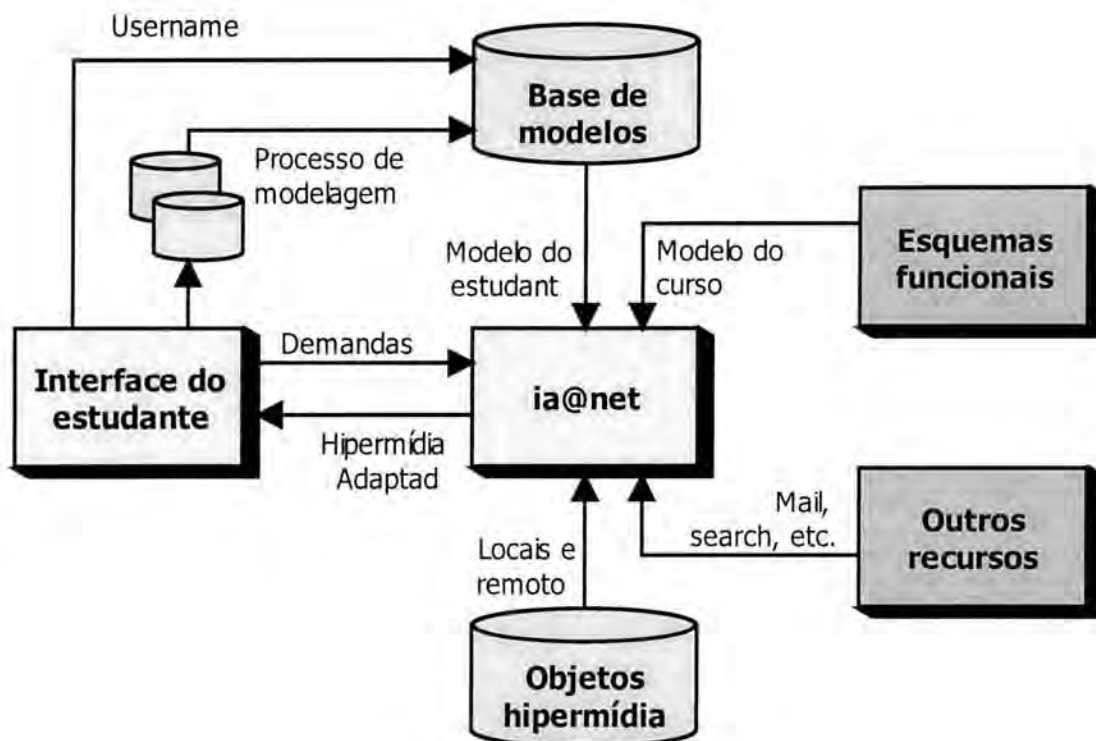 Username
Base de
modelos
Processo de
modelagem
Modelo do
estudant
Modelo do
curso
Esquemas
funcionais
Interface do
estudante
Demandas
ia@net
Hipermídia
Adaptad
Mail,
search, etc.
Outros
recursos
Locais e
remoto
Objetos
hipermídia